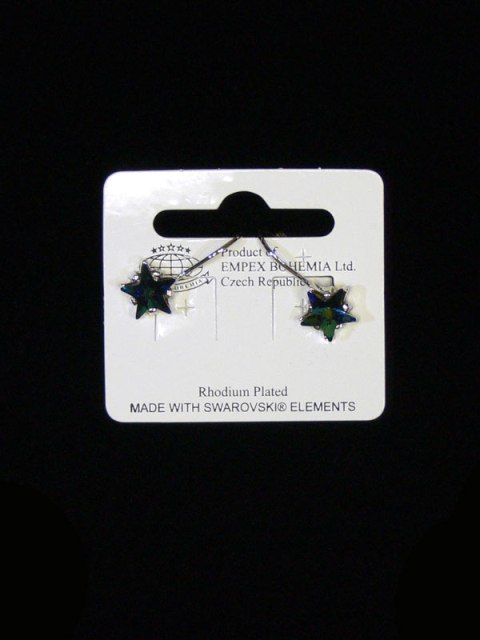 Product of
EMPEX BOHEMIA Ltd.
Czech Republic
Rhodium Plated
MADE WITH SWAROVSKI® ELEMENTS